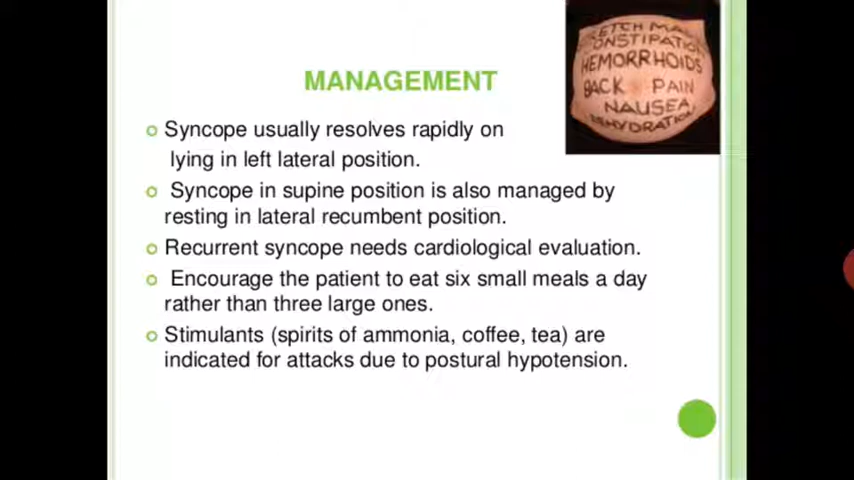 MANAGEMENT
Syncope usually resolves rapidly on
lying in left lateral position.
Syncope in supine position is also managed by
resting in lateral recumbent position.
Recurrent syncope needs cardiological evaluation.
Encourage the patient to eat six small meals a day
rather than three large ones.
Stimulants (spirits of ammonia, coffee, tea) are
indicated for attacks due to postural hypotension.
HEMORRHOIDS
BACK PAIN
NAUSEA